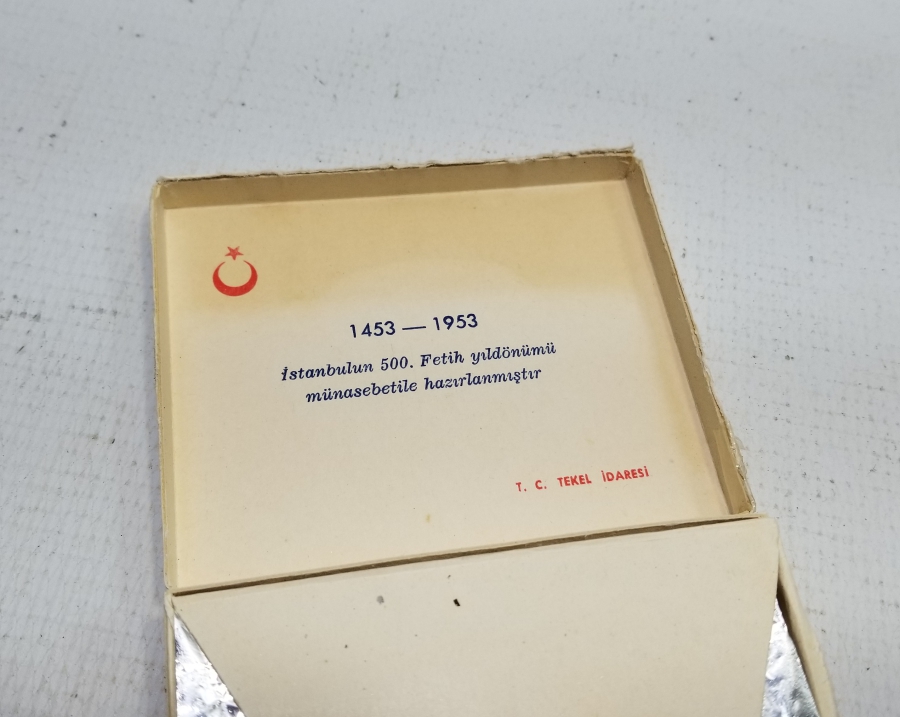 1453 — 1953
İstanbulun 500. Fetih yıldönümü
münasebetile hazırlanmıştır
T. C. TEKEL İDARESİ